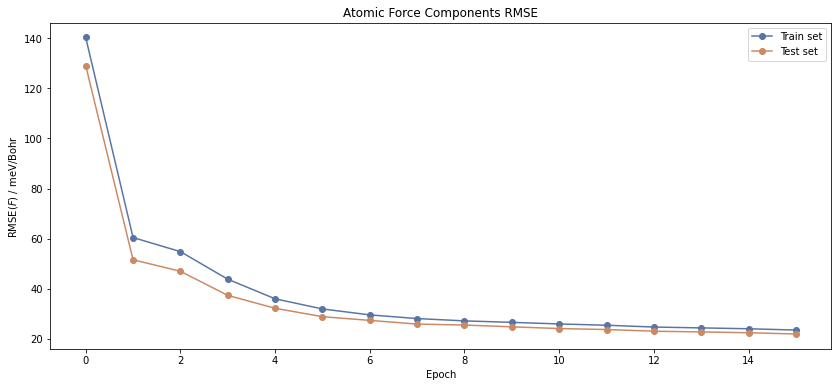 Atomic Force Components RMSE
Train set
Test set
140
120
100
80
60
40
20
RMSE(F) / meV/Bohr
0 2 4 6 8 10 12 14
Epoch